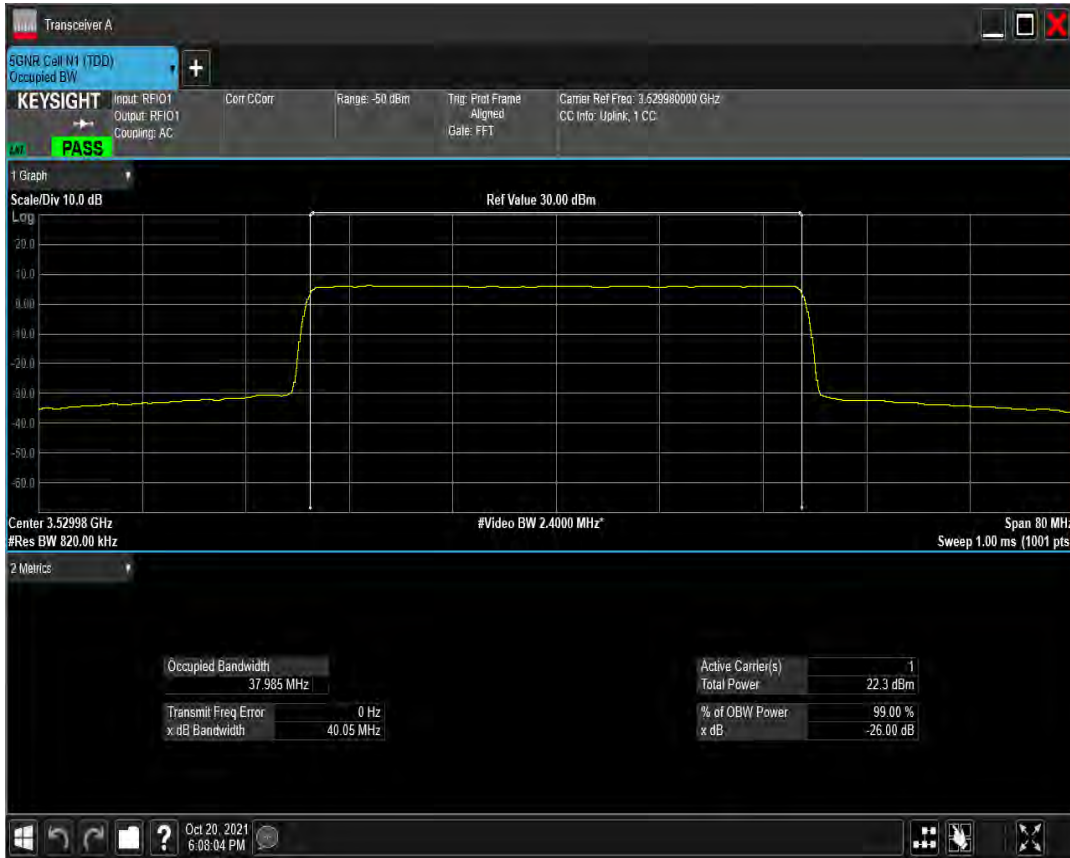 Transceiver A
5GNR Cell N1 (TDD)
Occupied BW
KEYSIGHT
Input: RFIO1
Output: RFIO1
Coupling: AC
Corr CCorr
Range: -50 dBm
Trig: Prot Frame
Aligned
Gate: FFT
Carrier Ref Freq: 3.529980000 GHz
CC Info: Uplink, 1 CC
PASS
1 Graph
Scale/Div 10.0 dB
Ref Value 30.00 dBm
Log
20.0
10.0
0.00
-10.0
-20.0
-30.0
-40.0
-50.0
-60.0
Center 3.52998 GHz
#Video BW 2.4000 MHz*
Span 80 MHz
#Res BW 820.00 kHz
Sweep 1.00 ms (1001 pts
2 Metrics
Occupied Bandwidth
37.985 MHz
Active Carrier(s) 1
Total Power 22.3 dBm
Transmit Freq Error 0 Hz
x dB Bandwidth 40.05 MHz
% of OBW Power 99.00 %
x dB -26.00 dB
Oct 20, 2021
6:08:04 PM